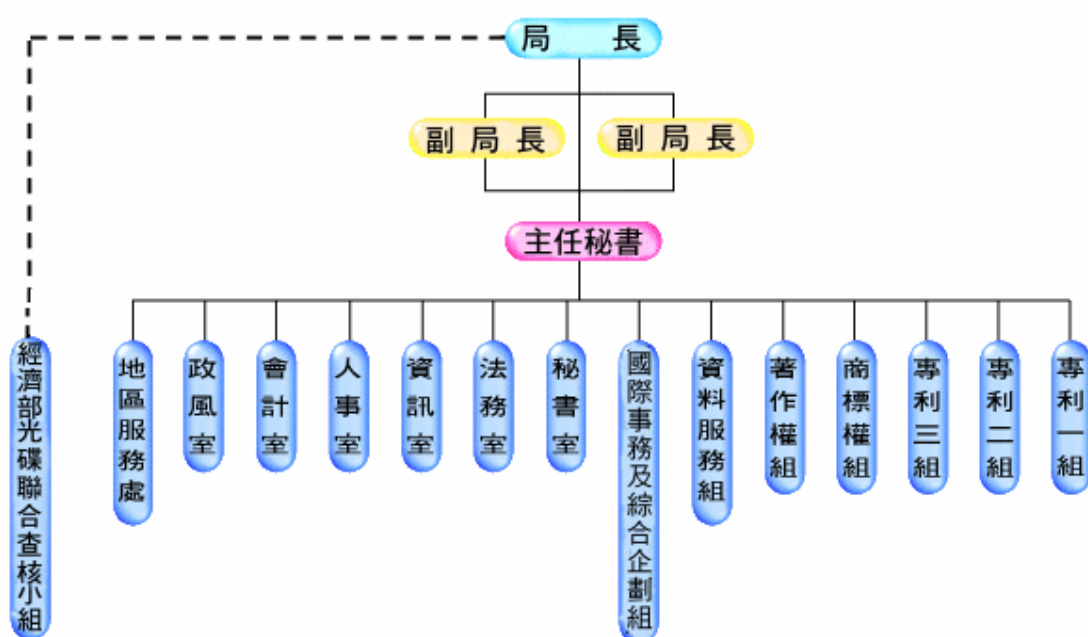 局 長
副 局 長
副 局 長
主任秘書
經濟部光碟聯合查核小組
地區服務處
政風室
會計室
人事室
資訊室
法務室
秘書室
國際事務及綜合企劃組
資料服務組
著作權組
商標權組
專利三組
專利二組
專利一組